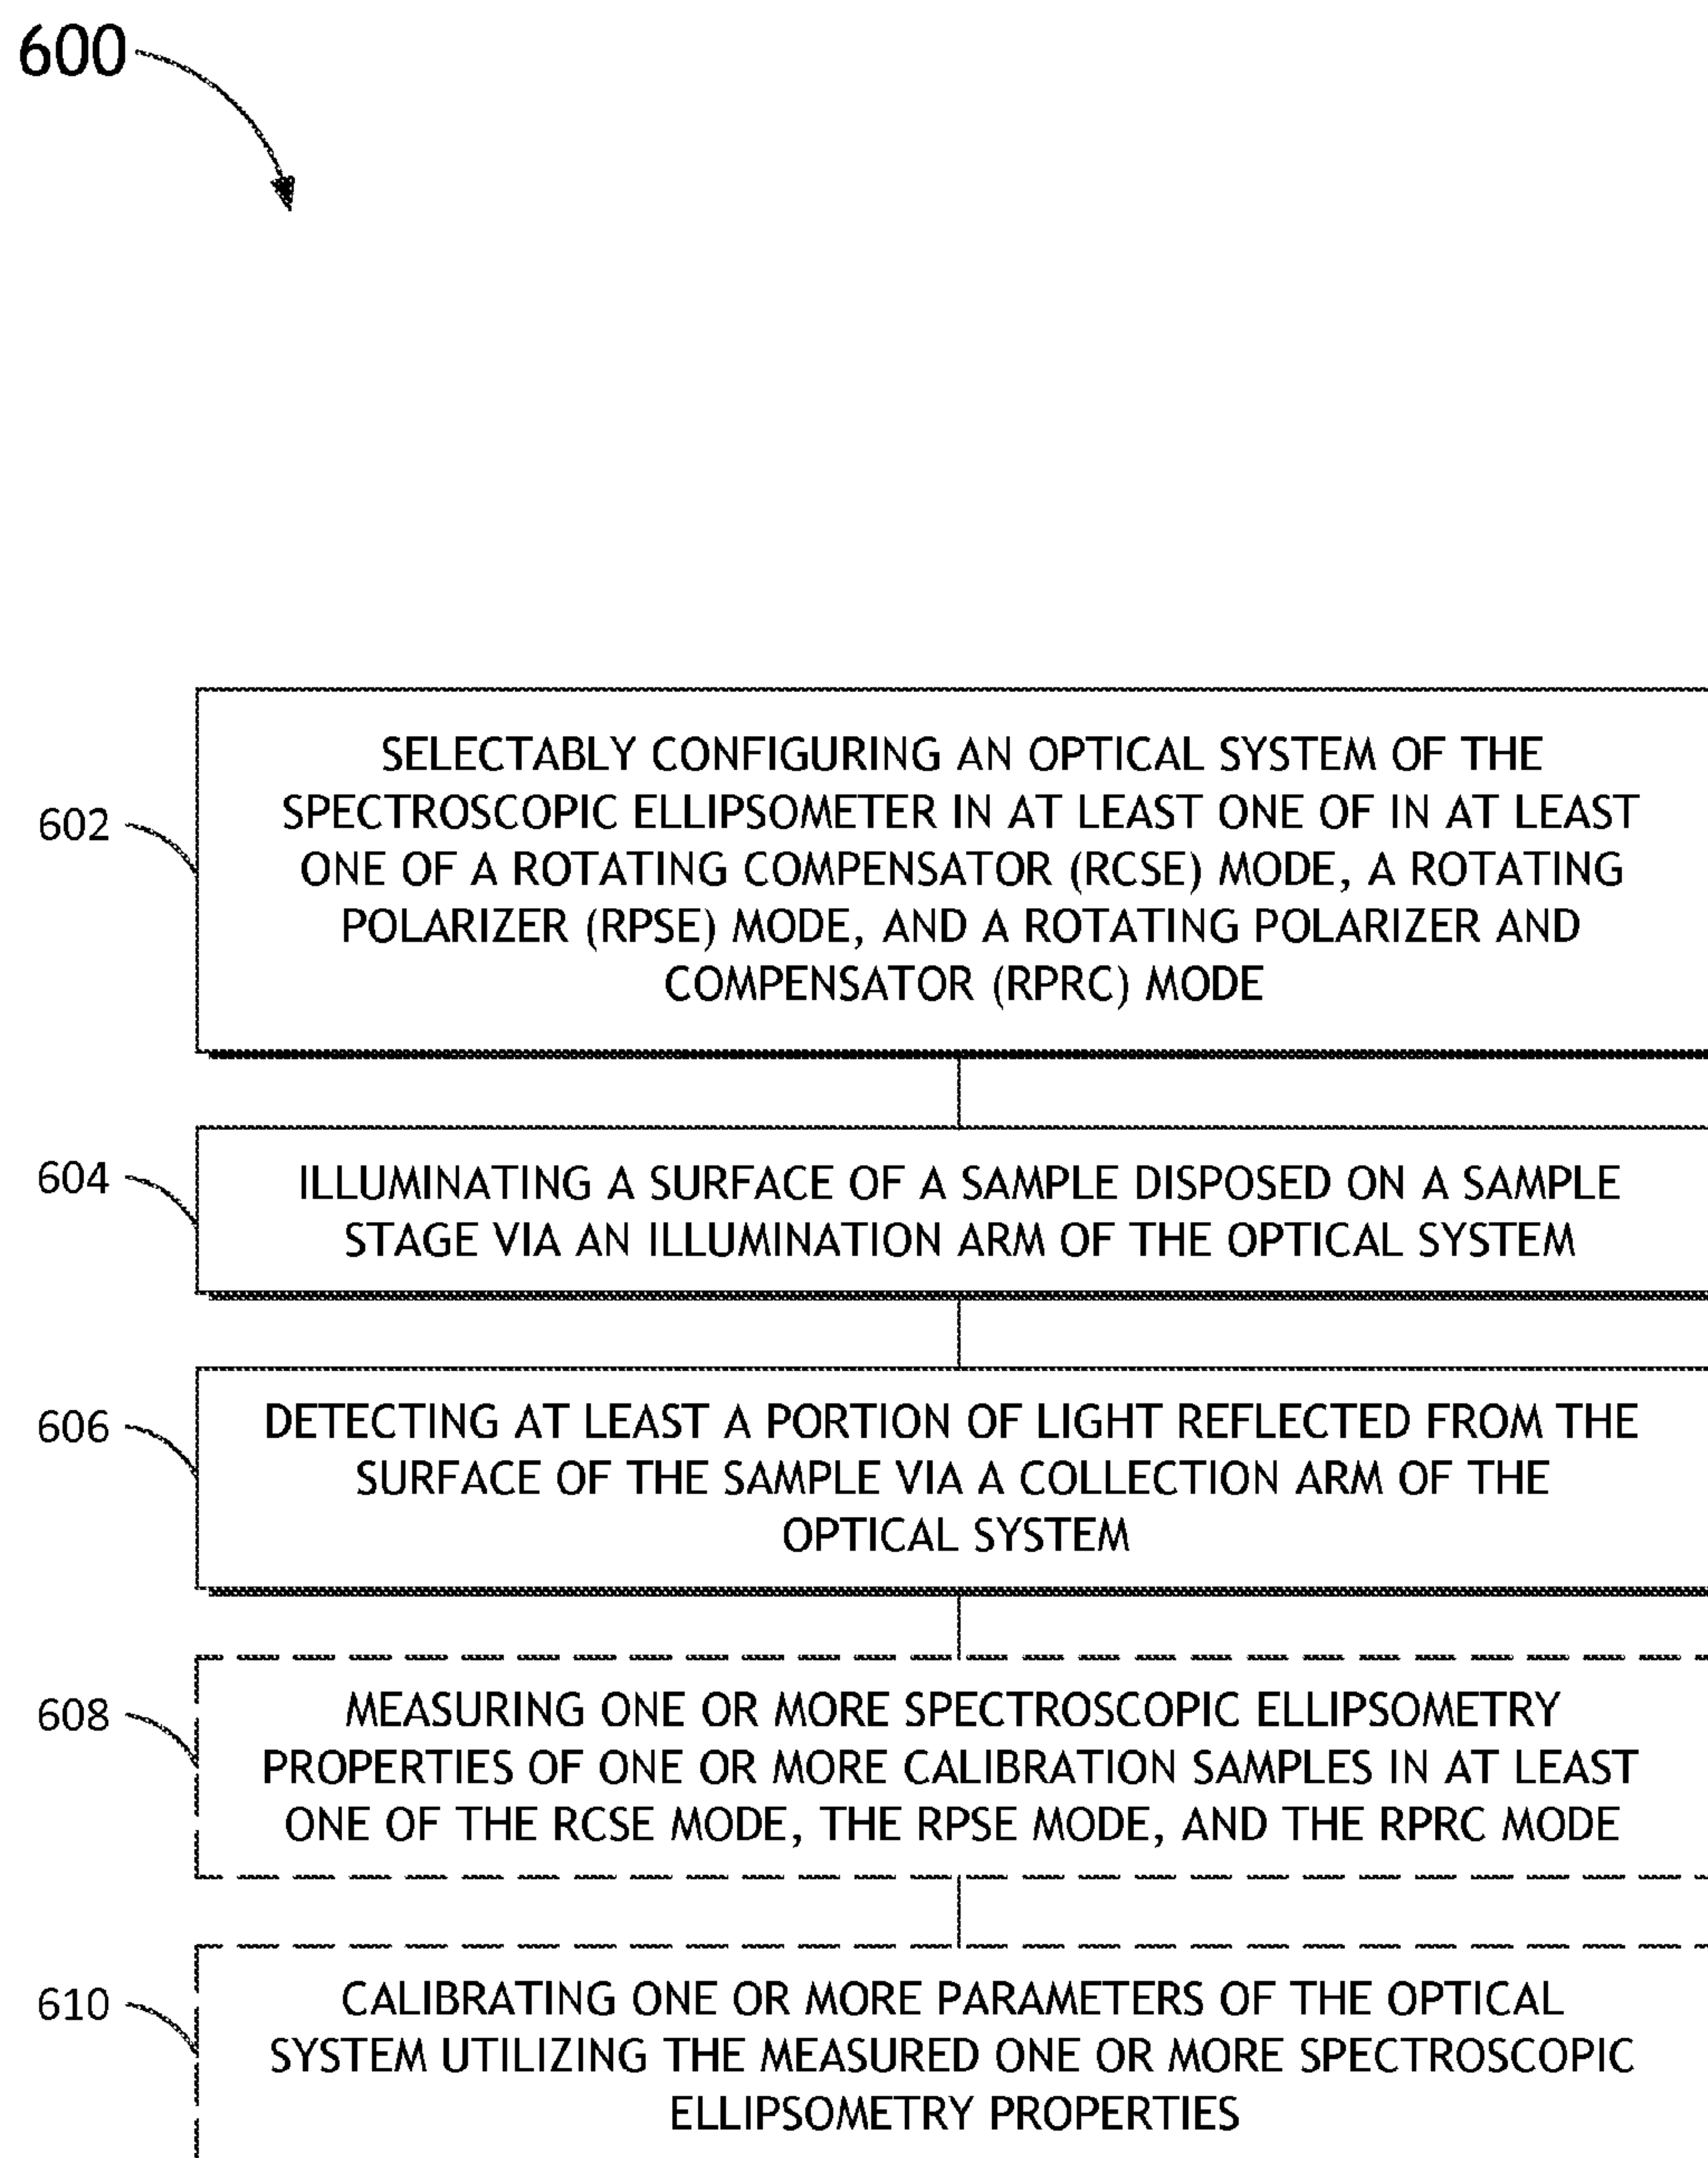 600
602
SELECTABLY CONFIGURING AN OPTICAL SYSTEM OF THE
SPECTROSCOPIC ELLIPSOMETER IN AT LEAST ONE OF IN AT LEAST
ONE OF A ROTATING COMPENSATOR (RCSE) MODE, A ROTATING
POLARIZER (RPSE) MODE, AND A ROTATING POLARIZER AND
COMPENSATOR (RPRC) MODE
604
ILLUMINATING A SURFACE OF A SAMPLE DISPOSED ON A SAMPLE
STAGE VIA AN ILLUMINATION ARM OF THE OPTICAL SYSTEM
606
DETECTING AT LEAST A PORTION OF LIGHT REFLECTED FROM THE
SURFACE OF THE SAMPLE VIA A COLLECTION ARM OF THE
OPTICAL SYSTEM
608
MEASURING ONE OR MORE SPECTROSCOPIC ELLIPSOMETRY
PROPERTIES OF ONE OR MORE CALIBRATION SAMPLES IN AT LEAST
ONE OF THE RCSE MODE, THE RPSE MODE, AND THE RPRC MODE
610
CALIBRATING ONE OR MORE PARAMETERS OF THE OPTICAL
SYSTEM UTILIZING THE MEASURED ONE OR MORE SPECTROSCOPIC
ELLIPSOMETRY PROPERTIES